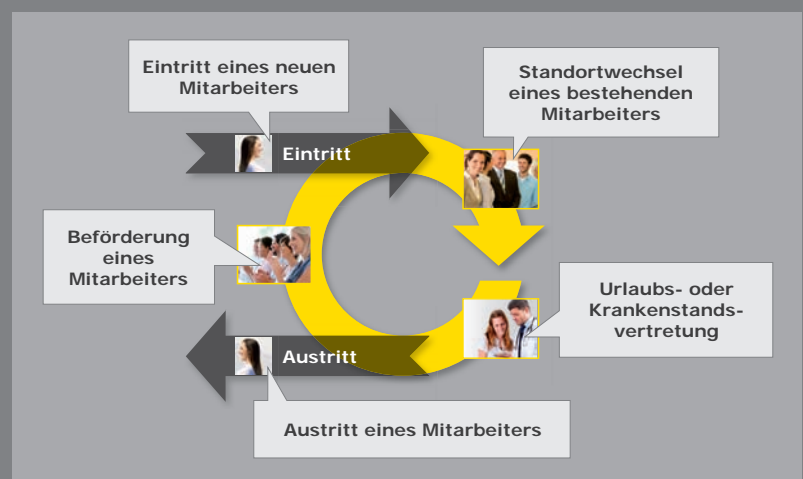 Eintritt eines neuen
Mitarbeiters
Standortwechsel
eines bestehenden
Mitarbeiters
Eintritt
Beförderung
eines
Mitarbeiters
Urlaubs- oder
Krankenstands-
vertretung
Austritt
Austritt eines Mitarbeiters